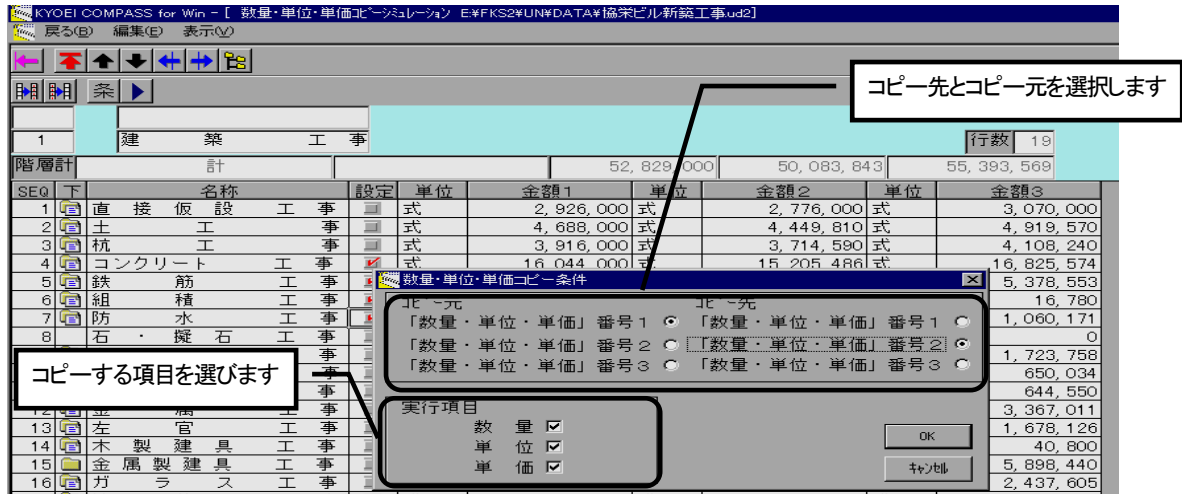 KYOEI COMPASS for Win - [ 数量・単位・単価ｺﾋﾟｰｼﾐｭﾚｰｼｮﾝ E:¥FKS2¥UN¥DATA¥協栄ビル新築工事.ud2]
戻る(B) 編集(E) 表示(V)
条
コピー先とコピー元を選択します
1 建 築 工 事 行数 19
階層計 計 52,829,000 50,083,843 55,393,569
SEQ 下 名称 設定 単位 金額1 単位 金額2 単位 金額3
1 直 接 仮 設 工 事 式 2,926,000 式 2,776,000 式 3,070,000
2 土 工 事 式 4,688,000 式 4,449,810 式 4,919,570
3 杭 工 事 式 3,916,000 式 3,714,590 式 4,108,240
4 コンクリート 工 事 式 16,044,000 式 15,205,486 式 16,825,574
5 鉄 筋 工 事 5,378,553
6 組 積 工 事 16,780
7 防 水 工 事 1,060,171
8 石 ・ 擬 石 工 事 0
事 1,723,758
事 650,034
事 644,550
事 3,367,011
13 左 官 工 事 1,678,126
14 木 製 建 具 工 事 40,800
15 金 属 製 建 具 工 事 5,898,440
16 ガ ラ ス 工 事 2,437,605
数量・単位・単価コピー条件
コピー元 コピー先
「数量・単位・単価」番号1 「数量・単位・単価」番号1
「数量・単位・単価」番号2 「数量・単位・単価」番号2
「数量・単位・単価」番号3 「数量・単位・単価」番号3
コピーする項目を選びます
実行項目
数 量
単 位
単 価
OK
ｷｬﾝｾﾙ